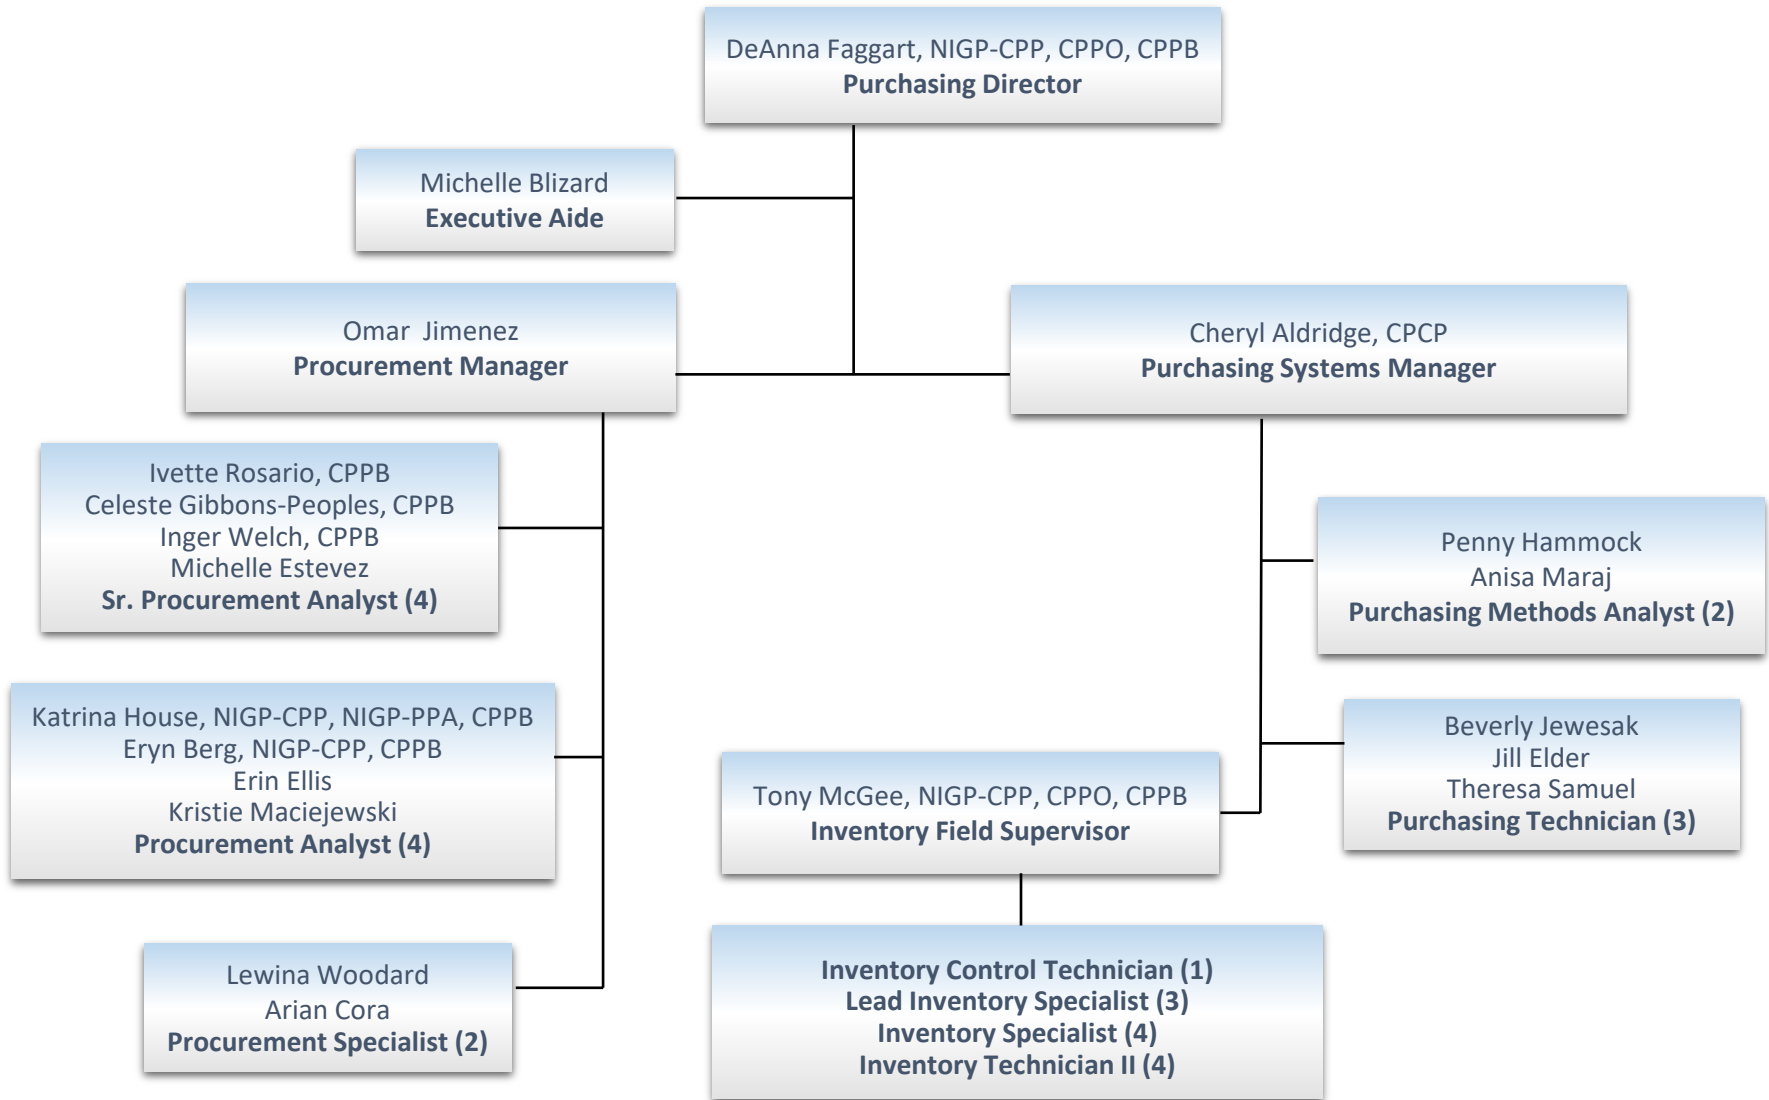 DeAnna Faggart, NIGP-CPP, CPPO, CPPB
Purchasing Director
Michelle Blizard
Executive Aide
Omar Jimenez
Procurement Manager
Cheryl Aldridge, CPCP
Purchasing Systems Manager
Ivette Rosario, CPPB
Celeste Gibbons-Peoples, CPPB
Inger Welch, CPPB
Michelle Estevez
Sr. Procurement Analyst (4)
Penny Hammock
Anisa Maraj
Purchasing Methods Analyst (2)
Katrina House, NIGP-CPP, NIGP-PPA, CPPB
Eryn Berg, NIGP-CPP, CPPB
Erin Ellis
Kristie Maciejewski
Procurement Analyst (4)
Beverly Jewesak
Jill Elder
Theresa Samuel
Purchasing Technician (3)
Tony McGee, NIGP-CPP, CPPO, CPPB
Inventory Field Supervisor
Lewina Woodard
Arian Cora
Procurement Specialist (2)
Inventory Control Technician (1)
Lead Inventory Specialist (3)
Inventory Specialist (4)
Inventory Technician II (4)